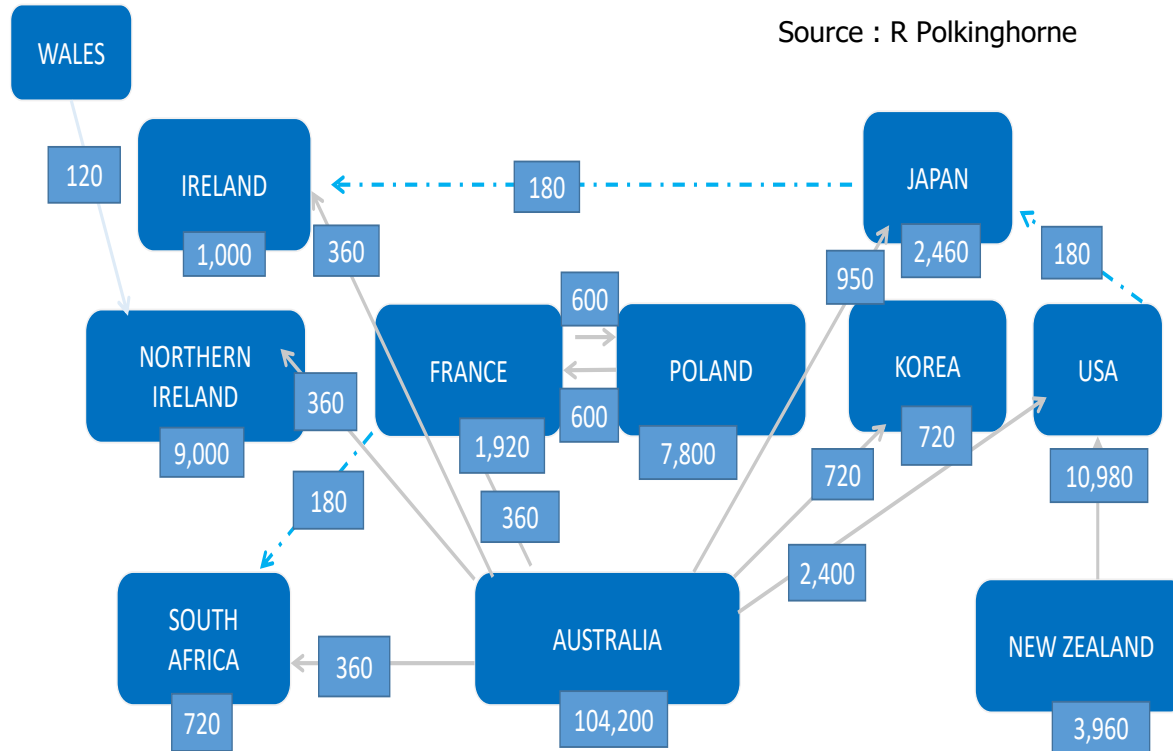 Source : R Polkinghorne
WALES
120
IRELAND
1,000
180
JAPAN
2,460
360
950
180
600
NORTHERN
IRELAND
9,000
360
FRANCE
1,920
600
POLAND
7,800
KOREA
720
USA
10,980
180
360
720
2,400
SOUTH
AFRICA
720
360
AUSTRALIA
104,200
NEW ZEALAND
3,960